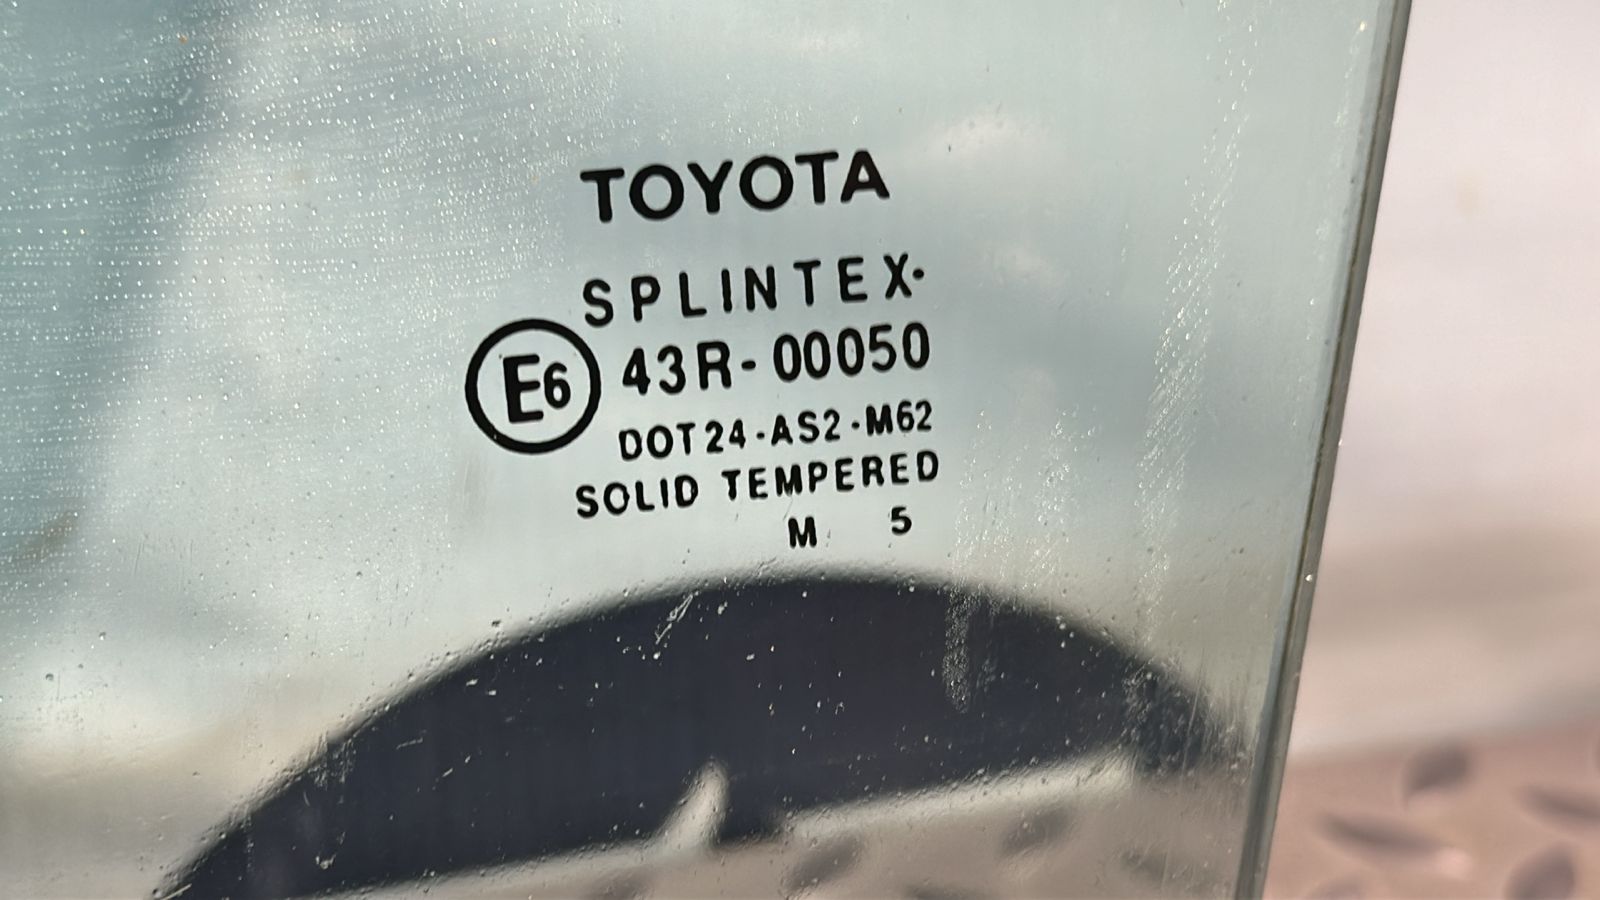 TOYOTA
SPLINTEX.
E6 43R-00050
DOT24-AS2-M62
SOLID TEMPERED
M 5